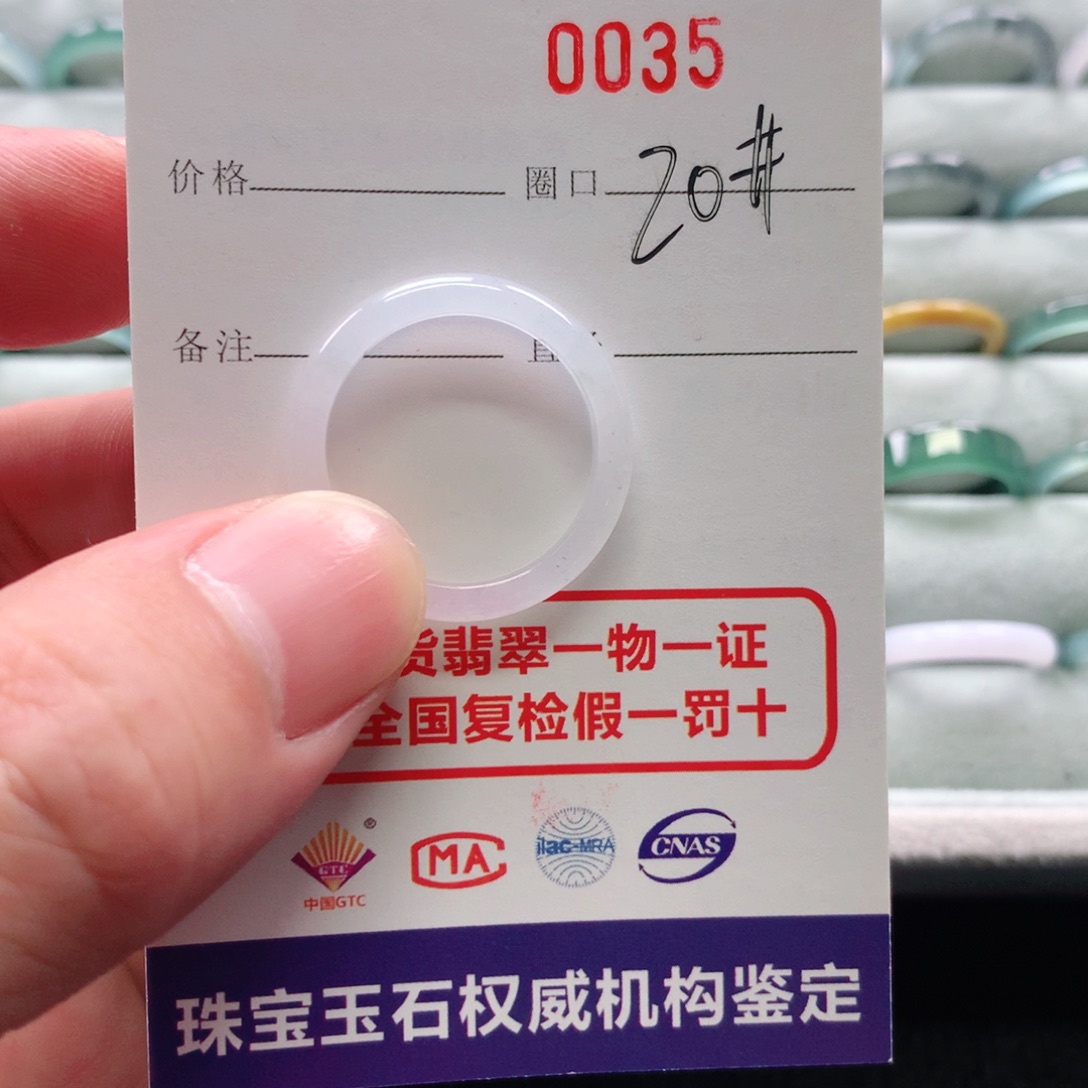 0035
价格 圈口 20#
备注
货翡翠一物一证
全国复检假一罚十
GTC ® MA ilac-MRA CNAS
中国GTC
珠宝玉石权威机构鉴定